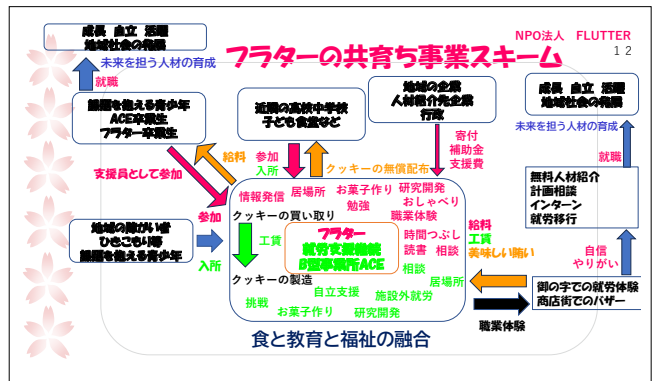 NPO法人　FLUTTER
12
フラターの共育ち事業スキーム
成長 自立 活躍
地域社会の発展
未来を担う人材の育成
就職
課題を抱える青少年
ACE卒業生
フラター卒業生
近隣の高校中学校
子ども食堂など
地域の企業
人材紹介先企業
行政
成長 自立 活躍
地域社会の発展
未来を担う人材の育成
就職
給料
支援員として参加
参加
入所
クッキーの無償配布
寄付
補助金
支援費
無料人材紹介
計画相談
インターン
就労移行
地域の障がい者
ひきこもり等
課題を抱える青少年
参加
入所
情報発信
居場所
お菓子作り
研究開発
勉強
おしゃべり
クッキーの買い取り
職業体験
工賃
フラター
就労支援継続
B型事業所ACE
時間つぶし
読書
相談
相談
クッキーの製造
居場所
自立支援
施設外就労
挑戦
お菓子作り
研究開発
給料
工賃
美味しい賄い
自信
やりがい
御の字での就労体験
商店街でのバザー
職業体験
食と教育と福祉の融合